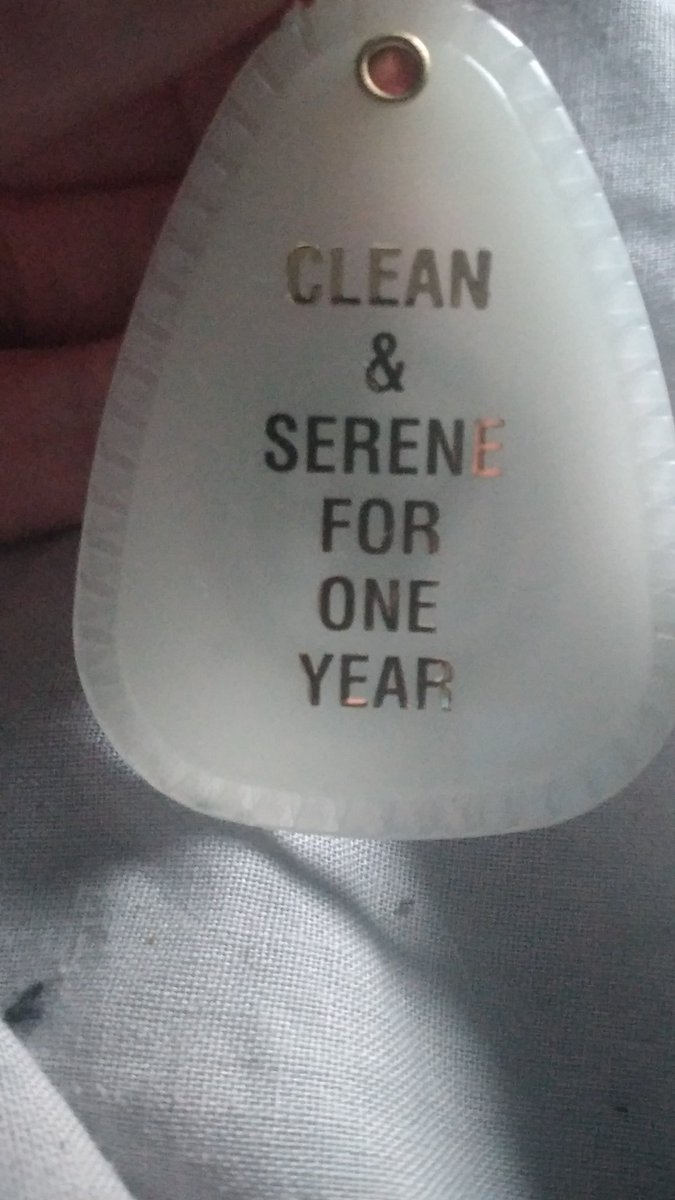 CLEAN
&
SERENE
FOR
ONE
YEAR